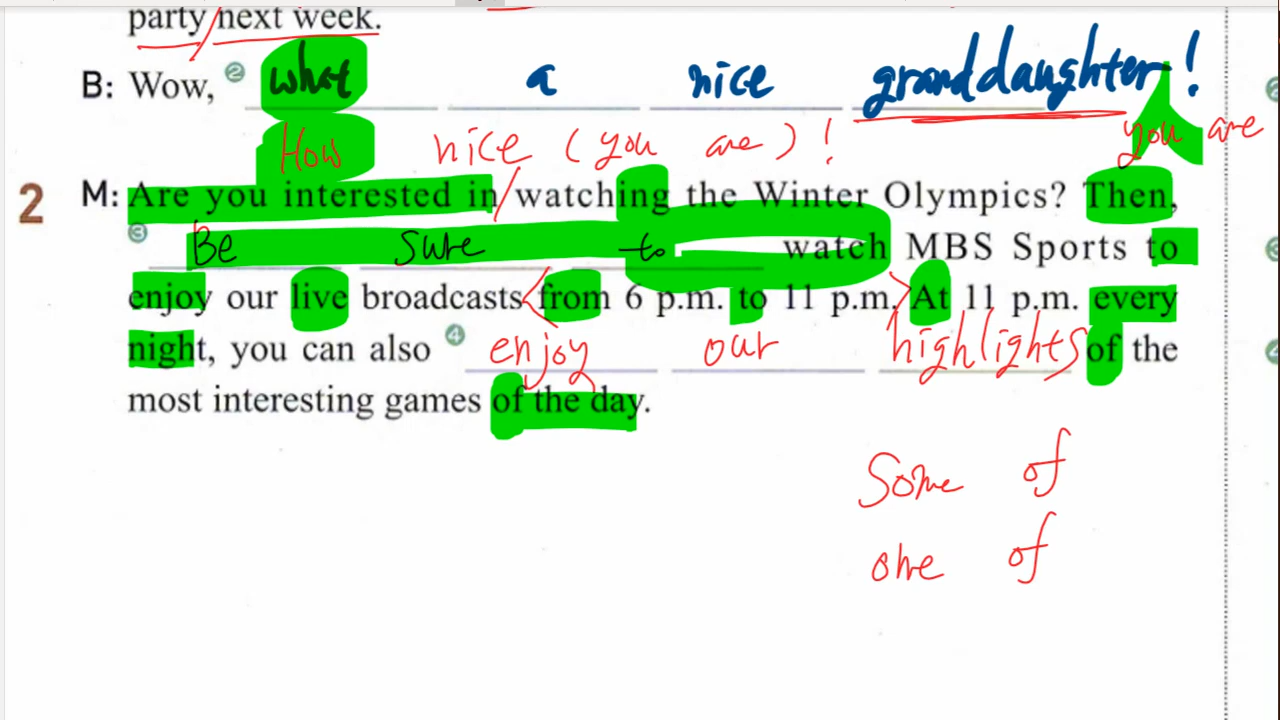 party/next week.
B: Wow, ② what a nice granddaughter!
How nice (you are)! you are
2 M: Are you interested in/watching the Winter Olympics? Then,
③ Be sure to watch MBS Sports to
enjoy our live broadcasts<from 6 p.m. to 11 p.m.> At 11 p.m. every
night, you can also ④ enjoy our highlights of the
most interesting games of the day.
Some of
one of